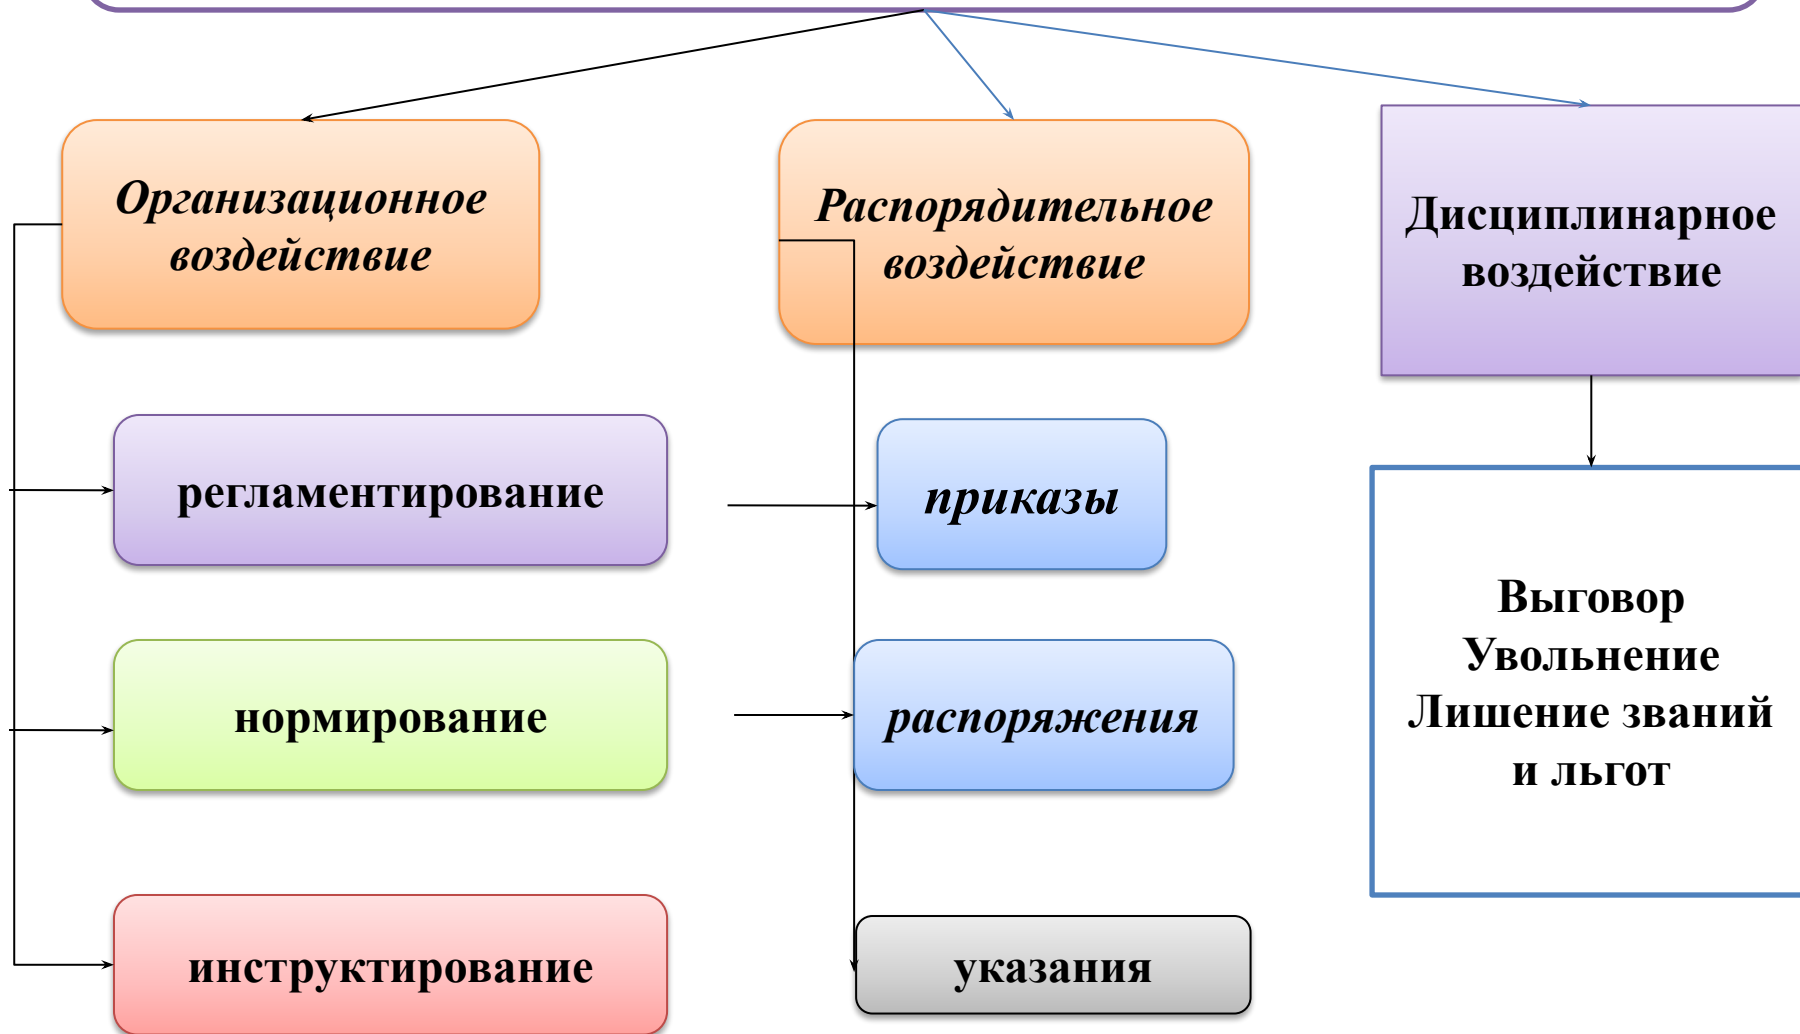 Организационное
воздействие
Распорядительное
воздействие
Дисциплинарное
воздействие
регламентирование
приказы
нормирование
распоряжения
Выговор
Увольнение
Лишение званий
и льгот
инструктирование
указания